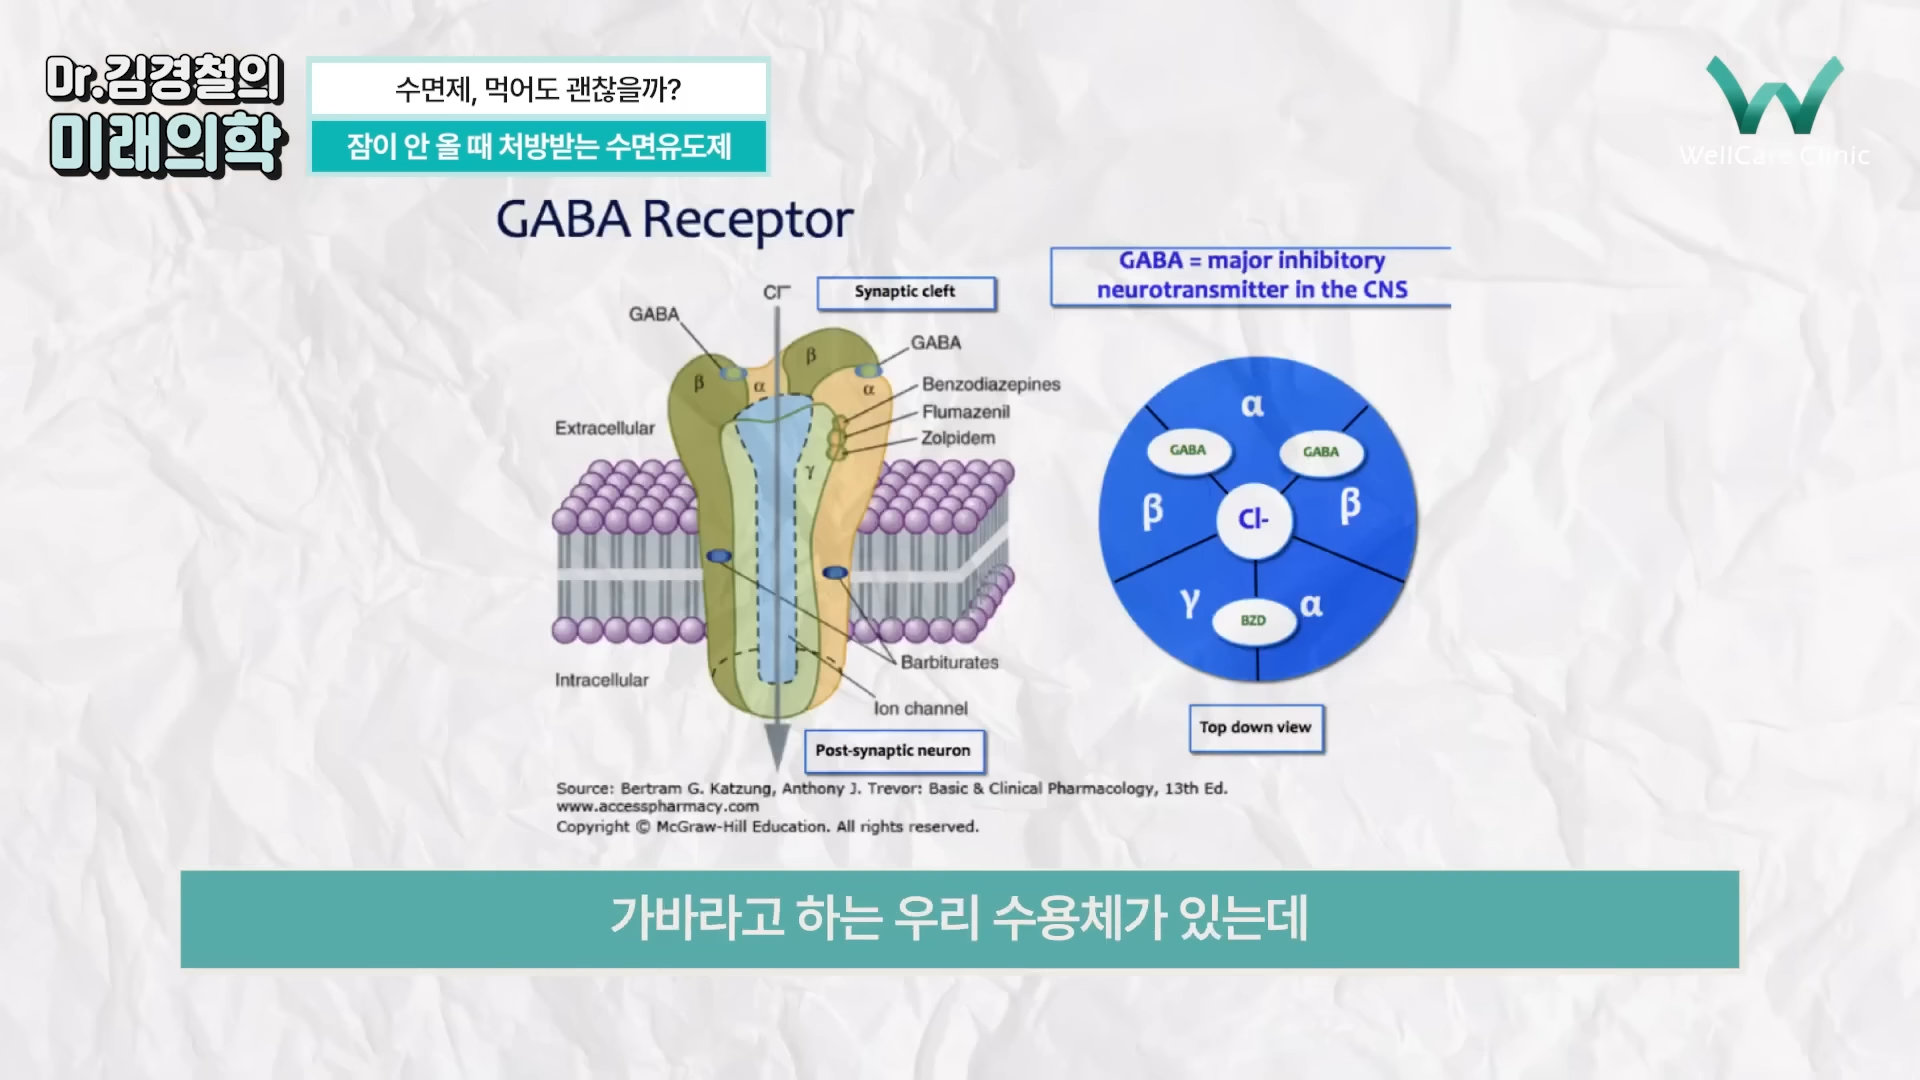 Dr.김경철의
미래의학
수면제, 먹어도 괜찮을까?
잠이 안 올 때 처방받는 수면유도제
WellCare Clinic
GABA Receptor
GABA = major inhibitory
neurotransmitter in the CNS
Cl⁻
Synaptic cleft
GABA
GABA
β
β
α
α
Benzodiazepines
Flumazenil
Zolpidem
Extracellular
γ
Barbiturates
Intracellular
Ion channel
Post-synaptic neuron
α
GABA
GABA
β
β
Cl-
γ
α
BZD
Top down view
Source: Bertram G. Katzung, Anthony J. Trevor: Basic & Clinical Pharmacology, 13th Ed.
www.accesspharmacy.com
Copyright © McGraw-Hill Education. All rights reserved.
가바라고 하는 우리 수용체가 있는데